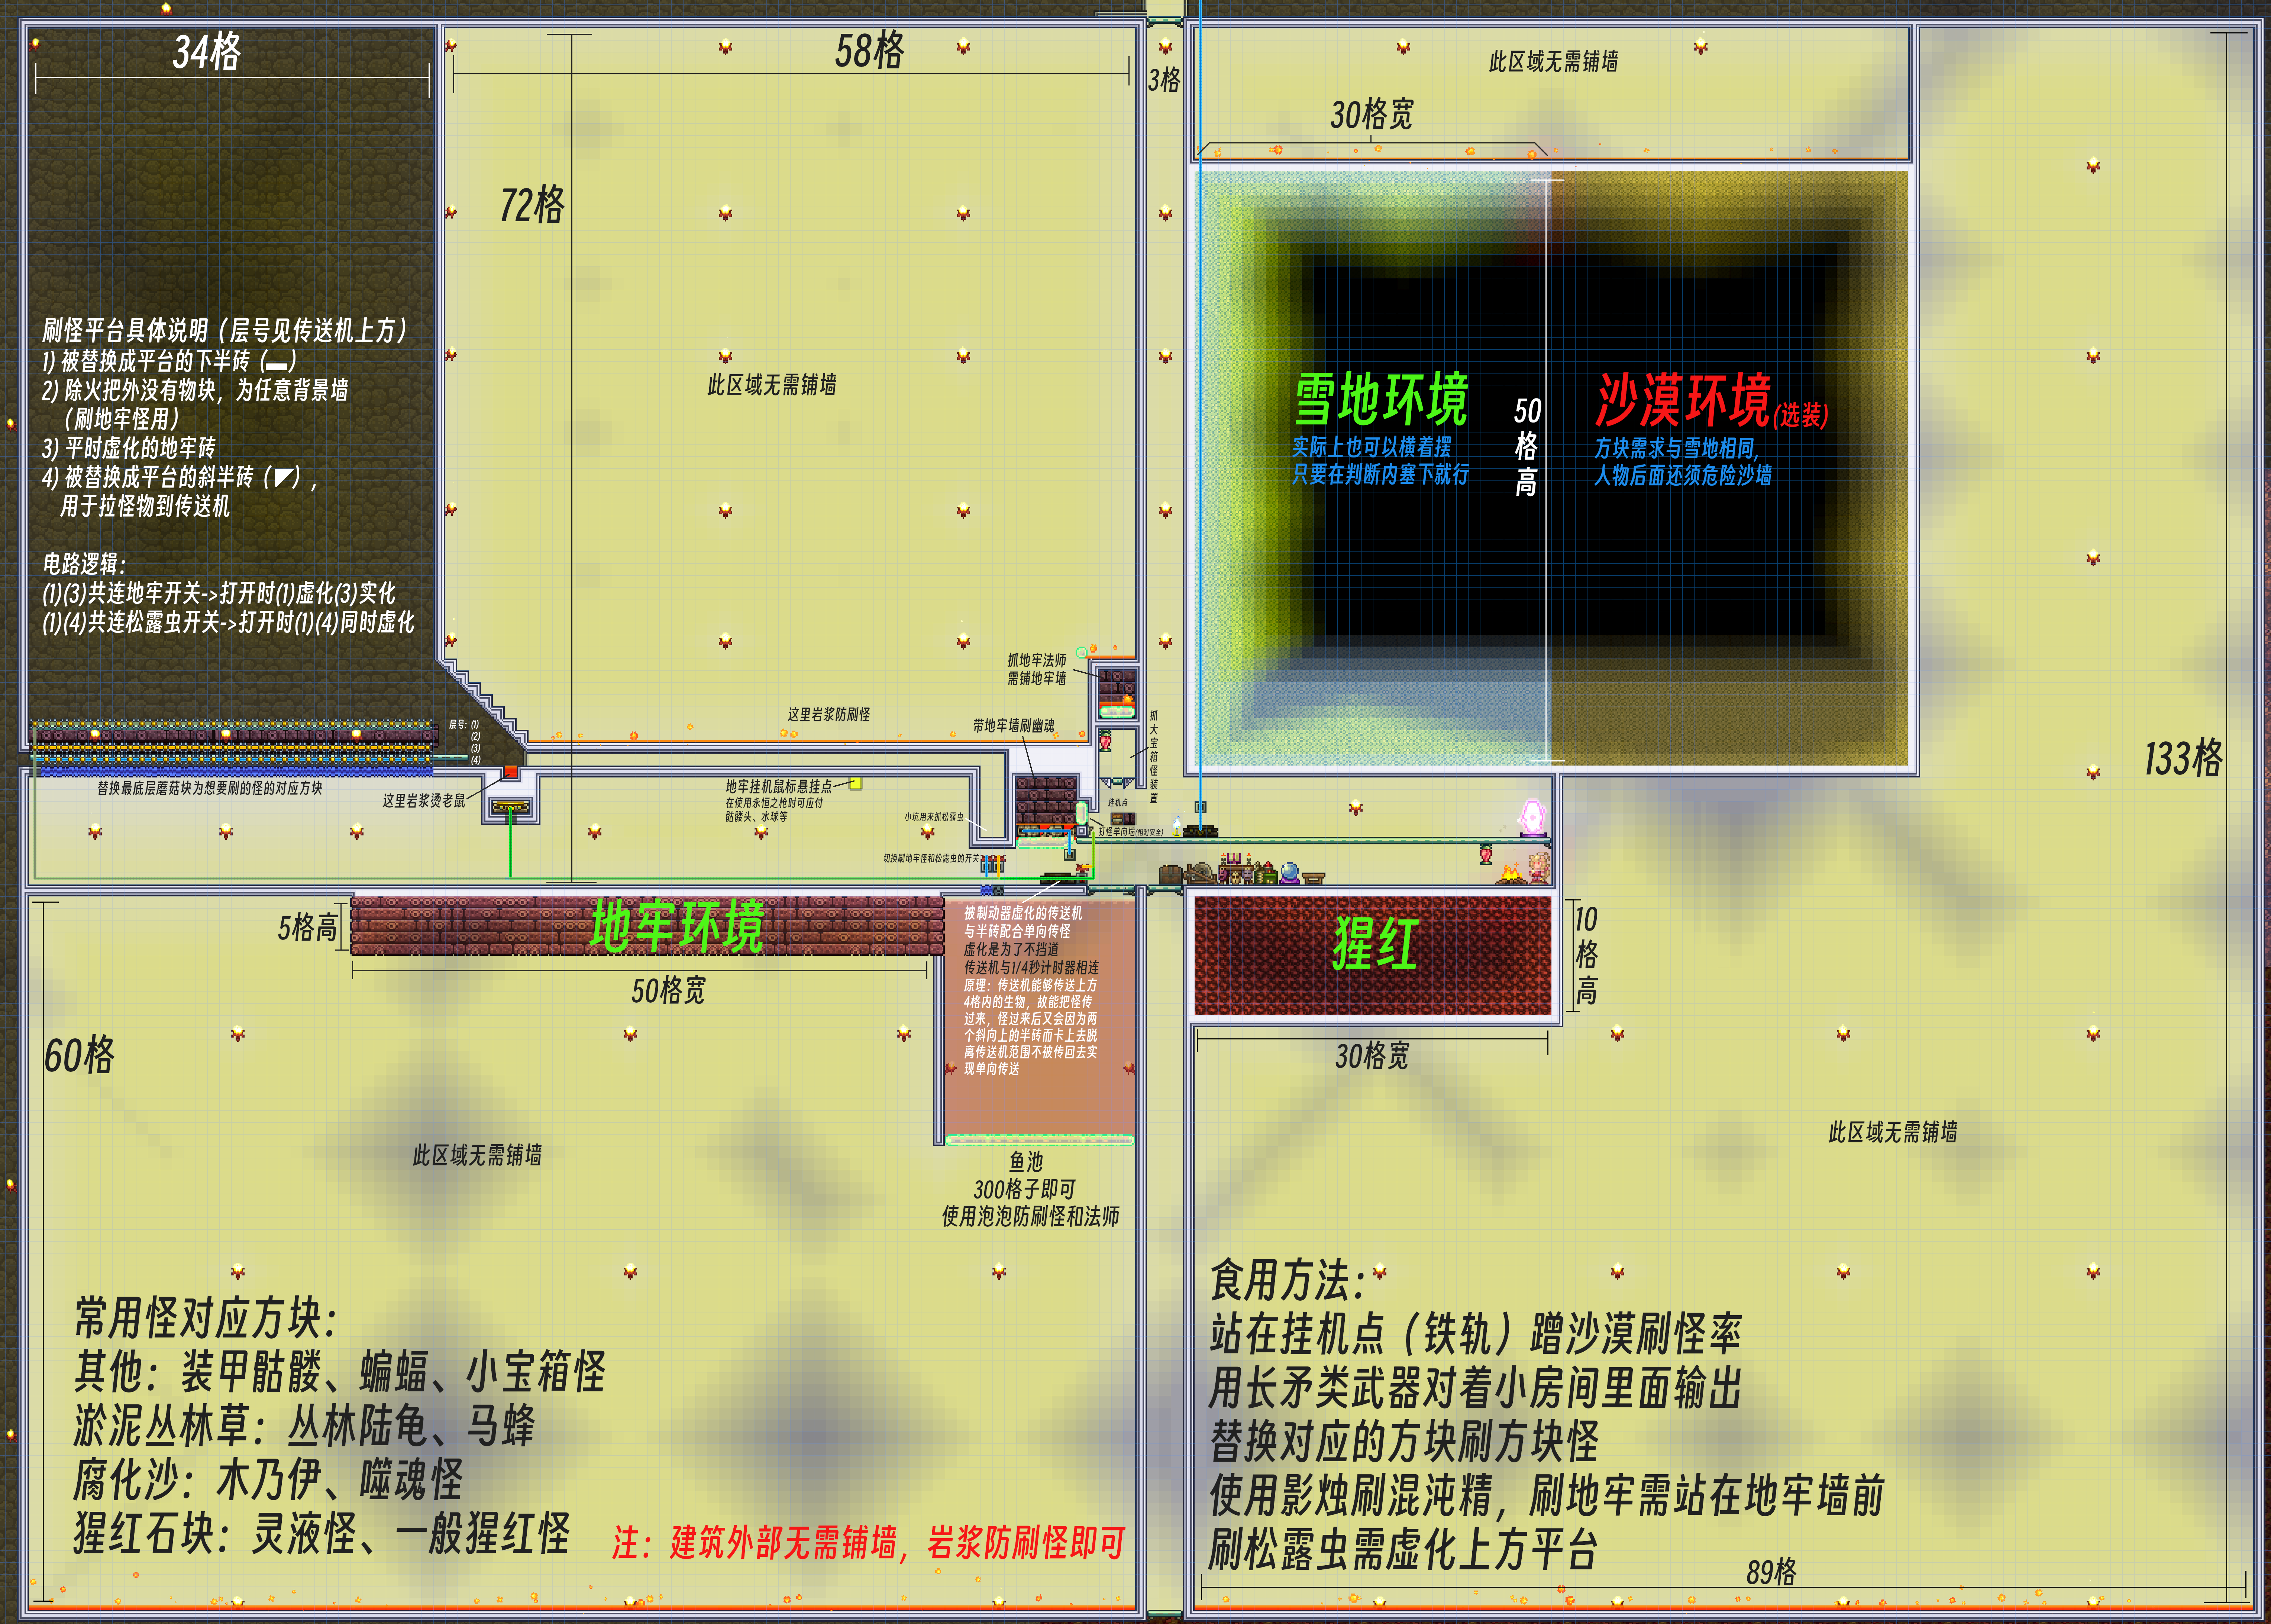 34格
58格
3格
此区域无需铺墙
30格宽
72格
刷怪平台具体说明（层号见传送机上方）
1) 被替换成平台的下半砖（▬）
2) 除火把外没有物块，为任意背景墙
（刷地牢怪用）
3) 平时虚化的地牢砖
4) 被替换成平台的斜半砖（◤），
用于拉怪物到传送机
电路逻辑：
(1)(3)共连地牢开关->打开时(1)虚化(3)实化
(1)(4)共连松露虫开关->打开时(1)(4)同时虚化
此区域无需铺墙
雪地环境
实际上也可以横着摆
只要在判断内塞下就行
50
格
高
沙漠环境(选装)
方块需求与雪地相同，
人物后面还须危险沙墙
133格
抓地牢法师
需铺地牢墙
这里岩浆防刷怪
带地牢墙刷幽魂
抓大宝箱怪装置
层号：(1)
(2)
(3)
(4)
替换最底层蘑菇块为想要刷的怪的对应方块
这里岩浆烫老鼠
地牢挂机鼠标悬挂点
在使用永恒之枪时可应付
骷髅头、水球等
小坑用来抓松露虫
挂机点
打怪单向墙(相对安全)
切换刷地牢怪和松露虫的开关
5格高
地牢环境
50格宽
被制动器虚化的传送机
与半砖配合单向传怪
虚化是为了不挡道
传送机与1/4秒计时器相连
原理：传送机能够传送上方
4格内的生物，故能把怪传
过来，怪过来后又会因为两
个斜向上的半砖而卡上去脱
离传送机范围不被传回去实
现单向传送
猩红
10
格
高
30格宽
60格
此区域无需铺墙
鱼池
300格子即可
使用泡泡防刷怪和法师
此区域无需铺墙
常用怪对应方块：
其他：装甲骷髅、蝙蝠、小宝箱怪
淤泥丛林草：丛林陆龟、马蜂
腐化沙：木乃伊、噬魂怪
猩红石块：灵液怪、一般猩红怪
注：建筑外部无需铺墙，岩浆防刷怪即可
食用方法：
站在挂机点（铁轨）蹭沙漠刷怪率
用长矛类武器对着小房间里面输出
替换对应的方块刷方块怪
使用影烛刷混沌精，刷地牢需站在地牢墙前
刷松露虫需虚化上方平台
89格